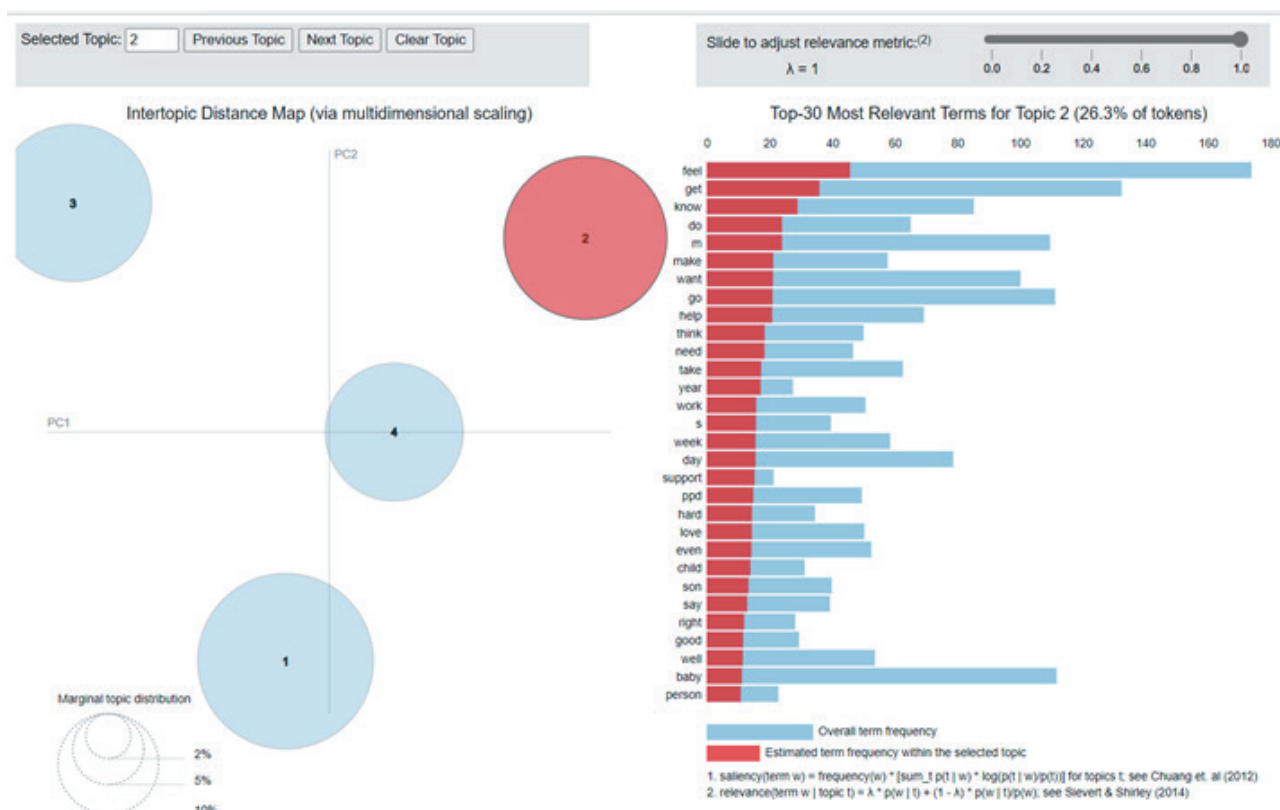 Selected Topic: 2 Previous Topic Next Topic Clear Topic
Slide to adjust relevance metric:(2)
λ = 1
0.0 0.2 0.4 0.6 0.8 1.0
Intertopic Distance Map (via multidimensional scaling)
PC2
PC1
3
2
4
1
Marginal topic distribution
2%
5%
10%
Top-30 Most Relevant Terms for Topic 2 (26.3% of tokens)
0 20 40 60 80 100 120 140 160 180
feel
get
know
do
m
make
want
go
help
think
need
take
year
work
s
week
day
support
ppd
hard
love
even
child
son
say
right
good
well
baby
person
Overall term frequency
Estimated term frequency within the selected topic
1. saliency(term w) = frequency(w) * [sum_t p(t | w) * log(p(t | w)/p(t))] for topics t; see Chuang et. al (2012)
2. relevance(term w | topic t) = λ * p(w | t) + (1 - λ) * p(w | t)/p(w); see Sievert & Shirley (2014)